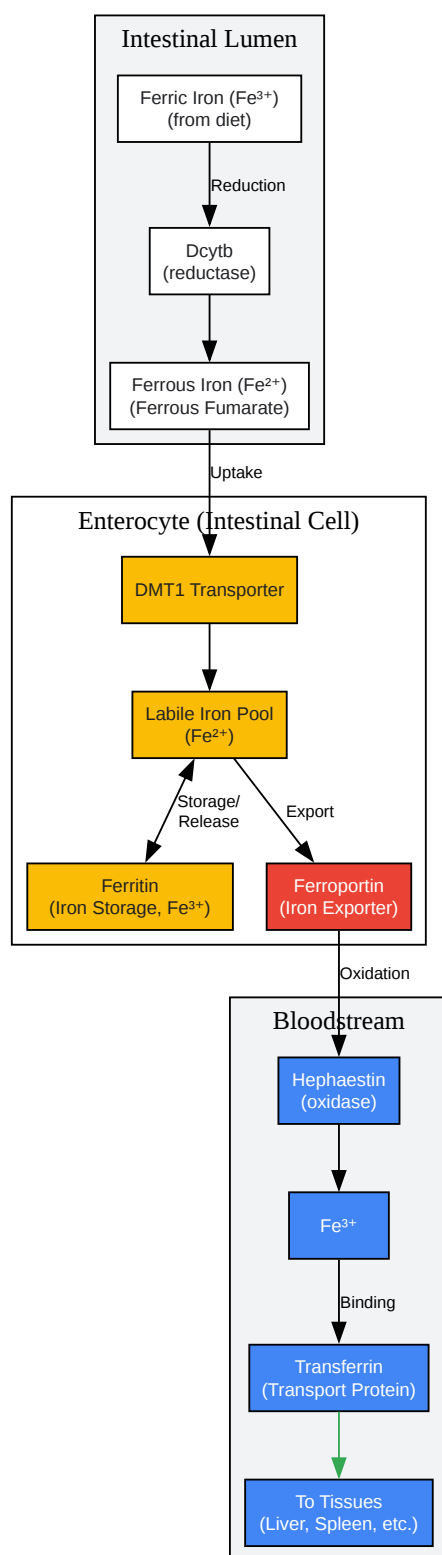 Intestinal Lumen
Ferric Iron (Fe³⁺)
(from diet)
Reduction
Dcytb
(reductase)
Ferrous Iron (Fe²⁺)
(Ferrous Fumarate)
Uptake
Enterocyte (Intestinal Cell)
DMT1 Transporter
Labile Iron Pool
(Fe²⁺)
Storage/
Release
Export
Ferritin
(Iron Storage, Fe³⁺)
Ferroportin
(Iron Exporter)
Oxidation
Bloodstream
Hephaestin
(oxidase)
Fe³⁺
Binding
Transferrin
(Transport Protein)
To Tissues
(Liver, Spleen, etc.)